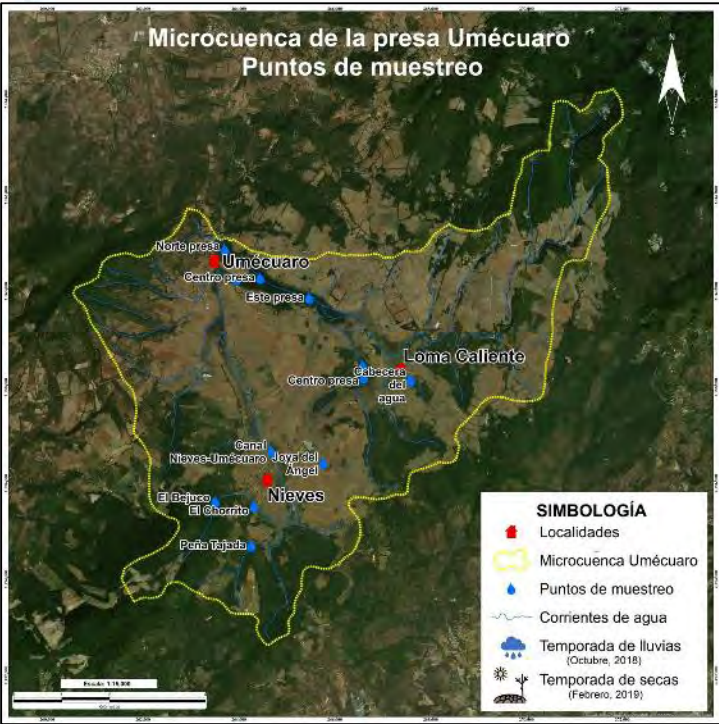 Microcuenca de la presa Umécuaro
Puntos de muestreo
N
S
Norte presa
Umécuaro
Centro presa
Este presa
Loma Caliente
Centro presa
Cabecera
del
agua
Canal
Nieves-Umécuaro
Joya del
Ángel
Nieves
El Bejuco
El Chorrito
Peña Tajada
SIMBOLOGÍA
Localidades
Microcuenca Umécuaro
Puntos de muestreo
Corrientes de agua
Temporada de lluvias
(Octubre, 2018)
Temporada de secas
(Febrero, 2019)